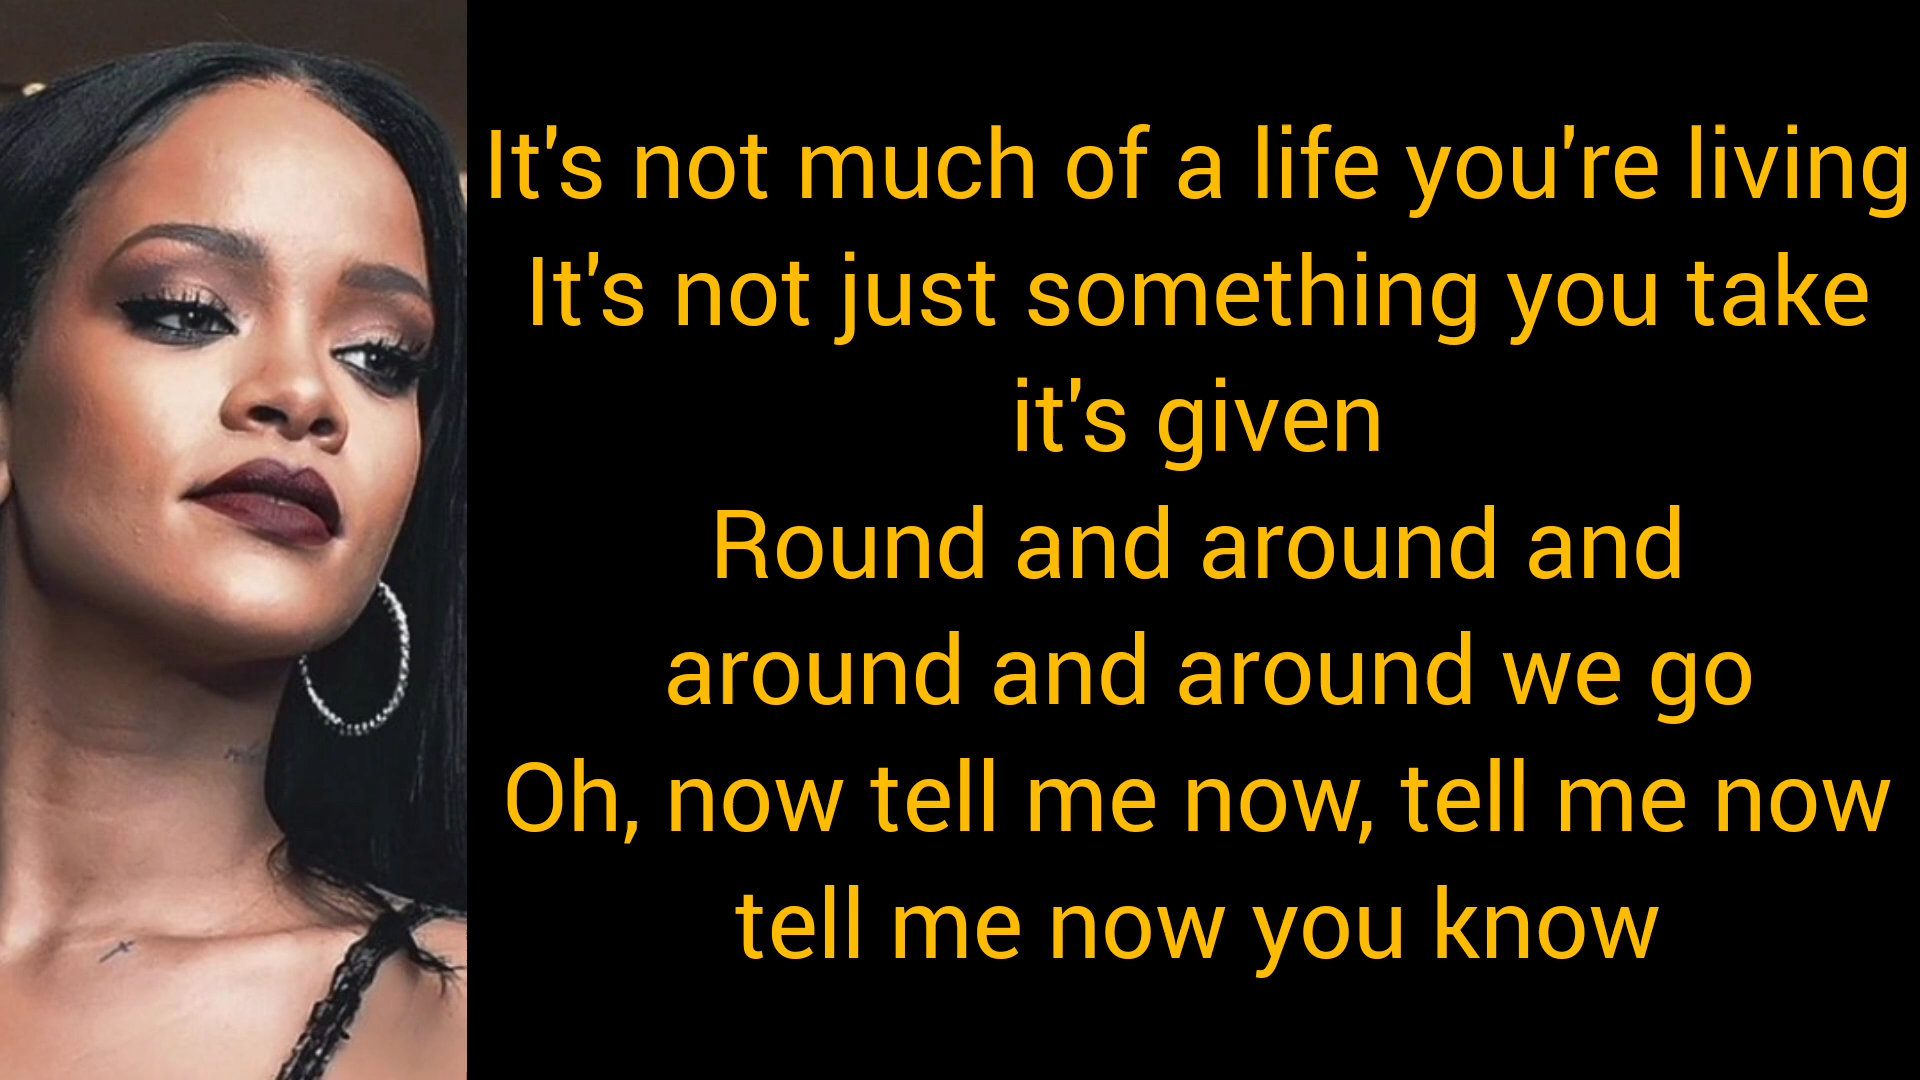 It's not much of a life you're living
It's not just something you take
it's given
Round and around and
around and around we go
Oh, now tell me now, tell me now
tell me now you know